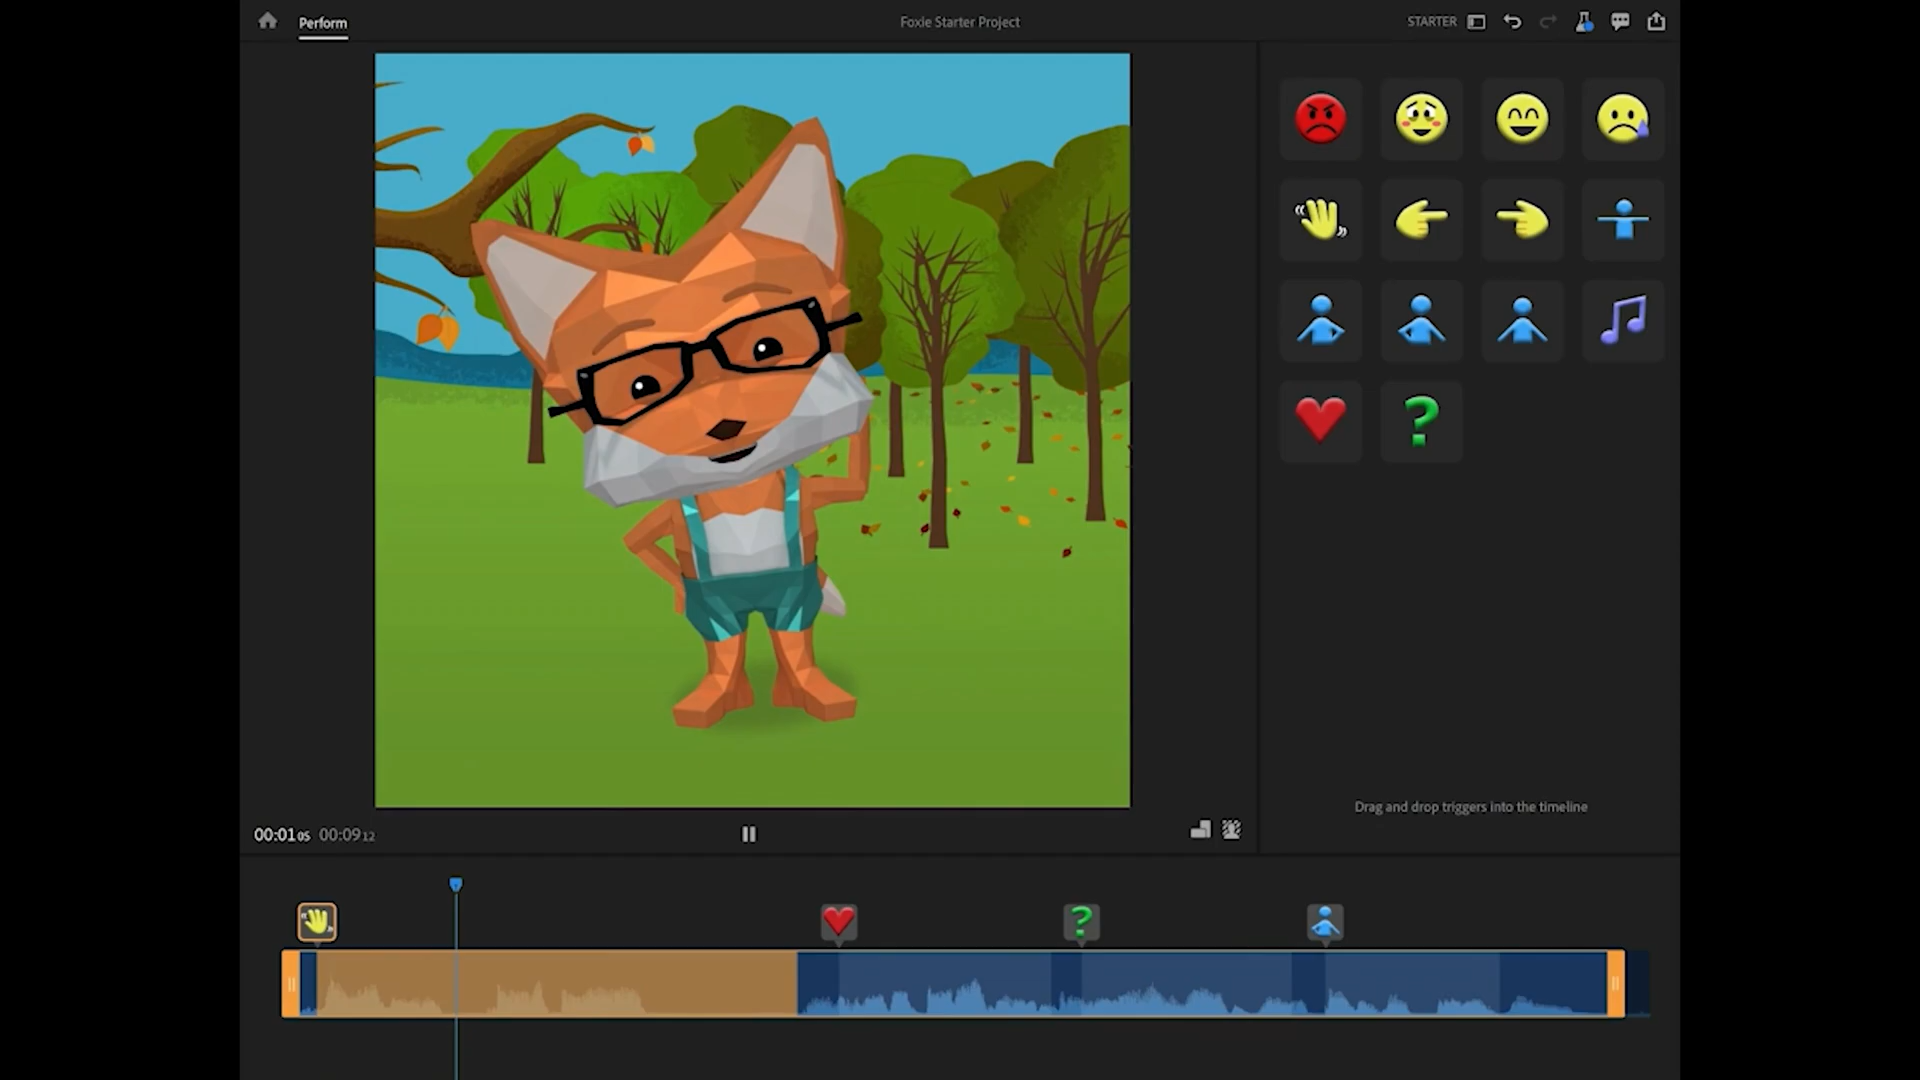 Perform
Foxie Starter Project
STARTER
Drag and drop triggers into the timeline
00:01 05 00:09 12